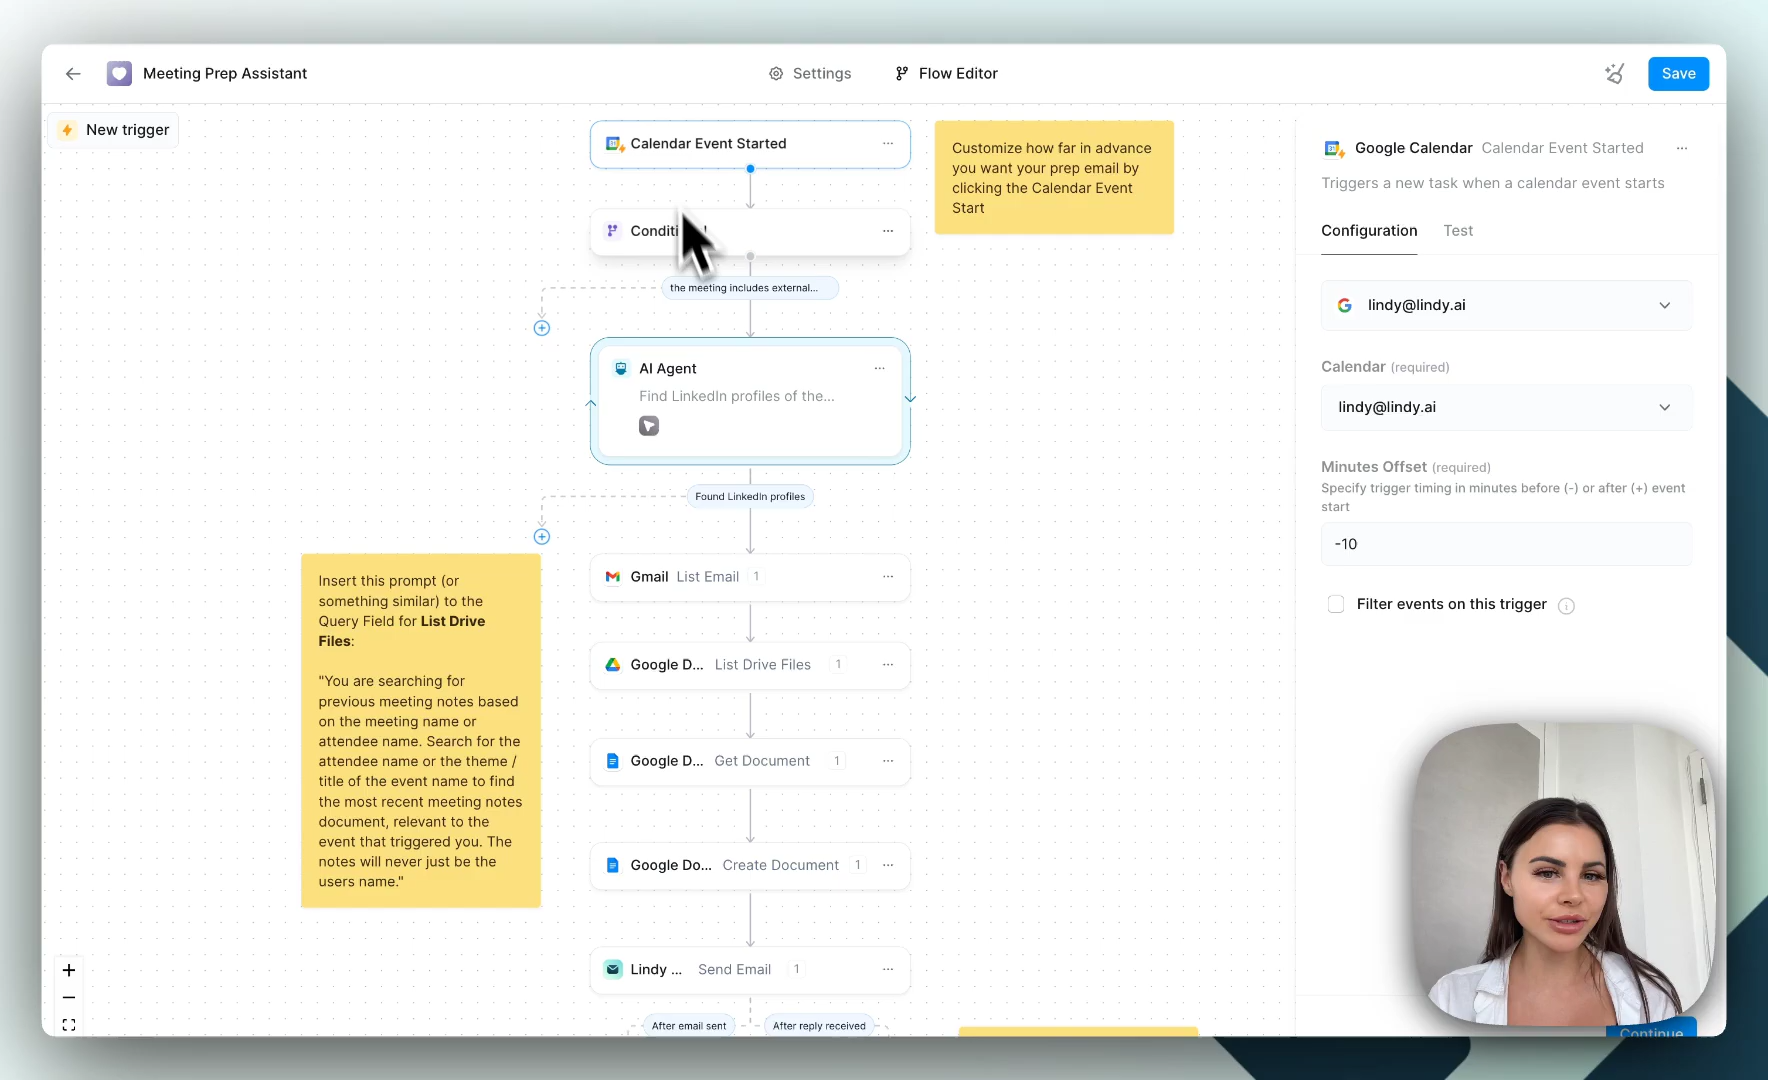 Meeting Prep Assistant
Settings
Flow Editor
Save
New trigger
Calendar Event Started
Customize how far in advance
you want your prep email by
clicking the Calendar Event
Start
the meeting includes external...
AI Agent
Find LinkedIn profiles of the...
Found LinkedIn profiles
Insert this prompt (or
something similar) to the
Query Field for List Drive
Files:
"You are searching for
previous meeting notes based
on the meeting name or
attendee name. Search for the
attendee name or the theme /
title of the event name to find
the most recent meeting notes
document, relevant to the
event that triggered you. The
notes will never just be the
users name."
Gmail List Email 1
Google D... List Drive Files 1
Google D... Get Document 1
Google Do... Create Document 1
Lindy ... Send Email 1
After email sent
After reply received
Google Calendar Calendar Event Started
Triggers a new task when a calendar event starts
Configuration
Test
lindy@lindy.ai
Calendar (required)
lindy@lindy.ai
Minutes Offset (required)
Specify trigger timing in minutes before (-) or after (+) event
start
-10
Filter events on this trigger
Continue